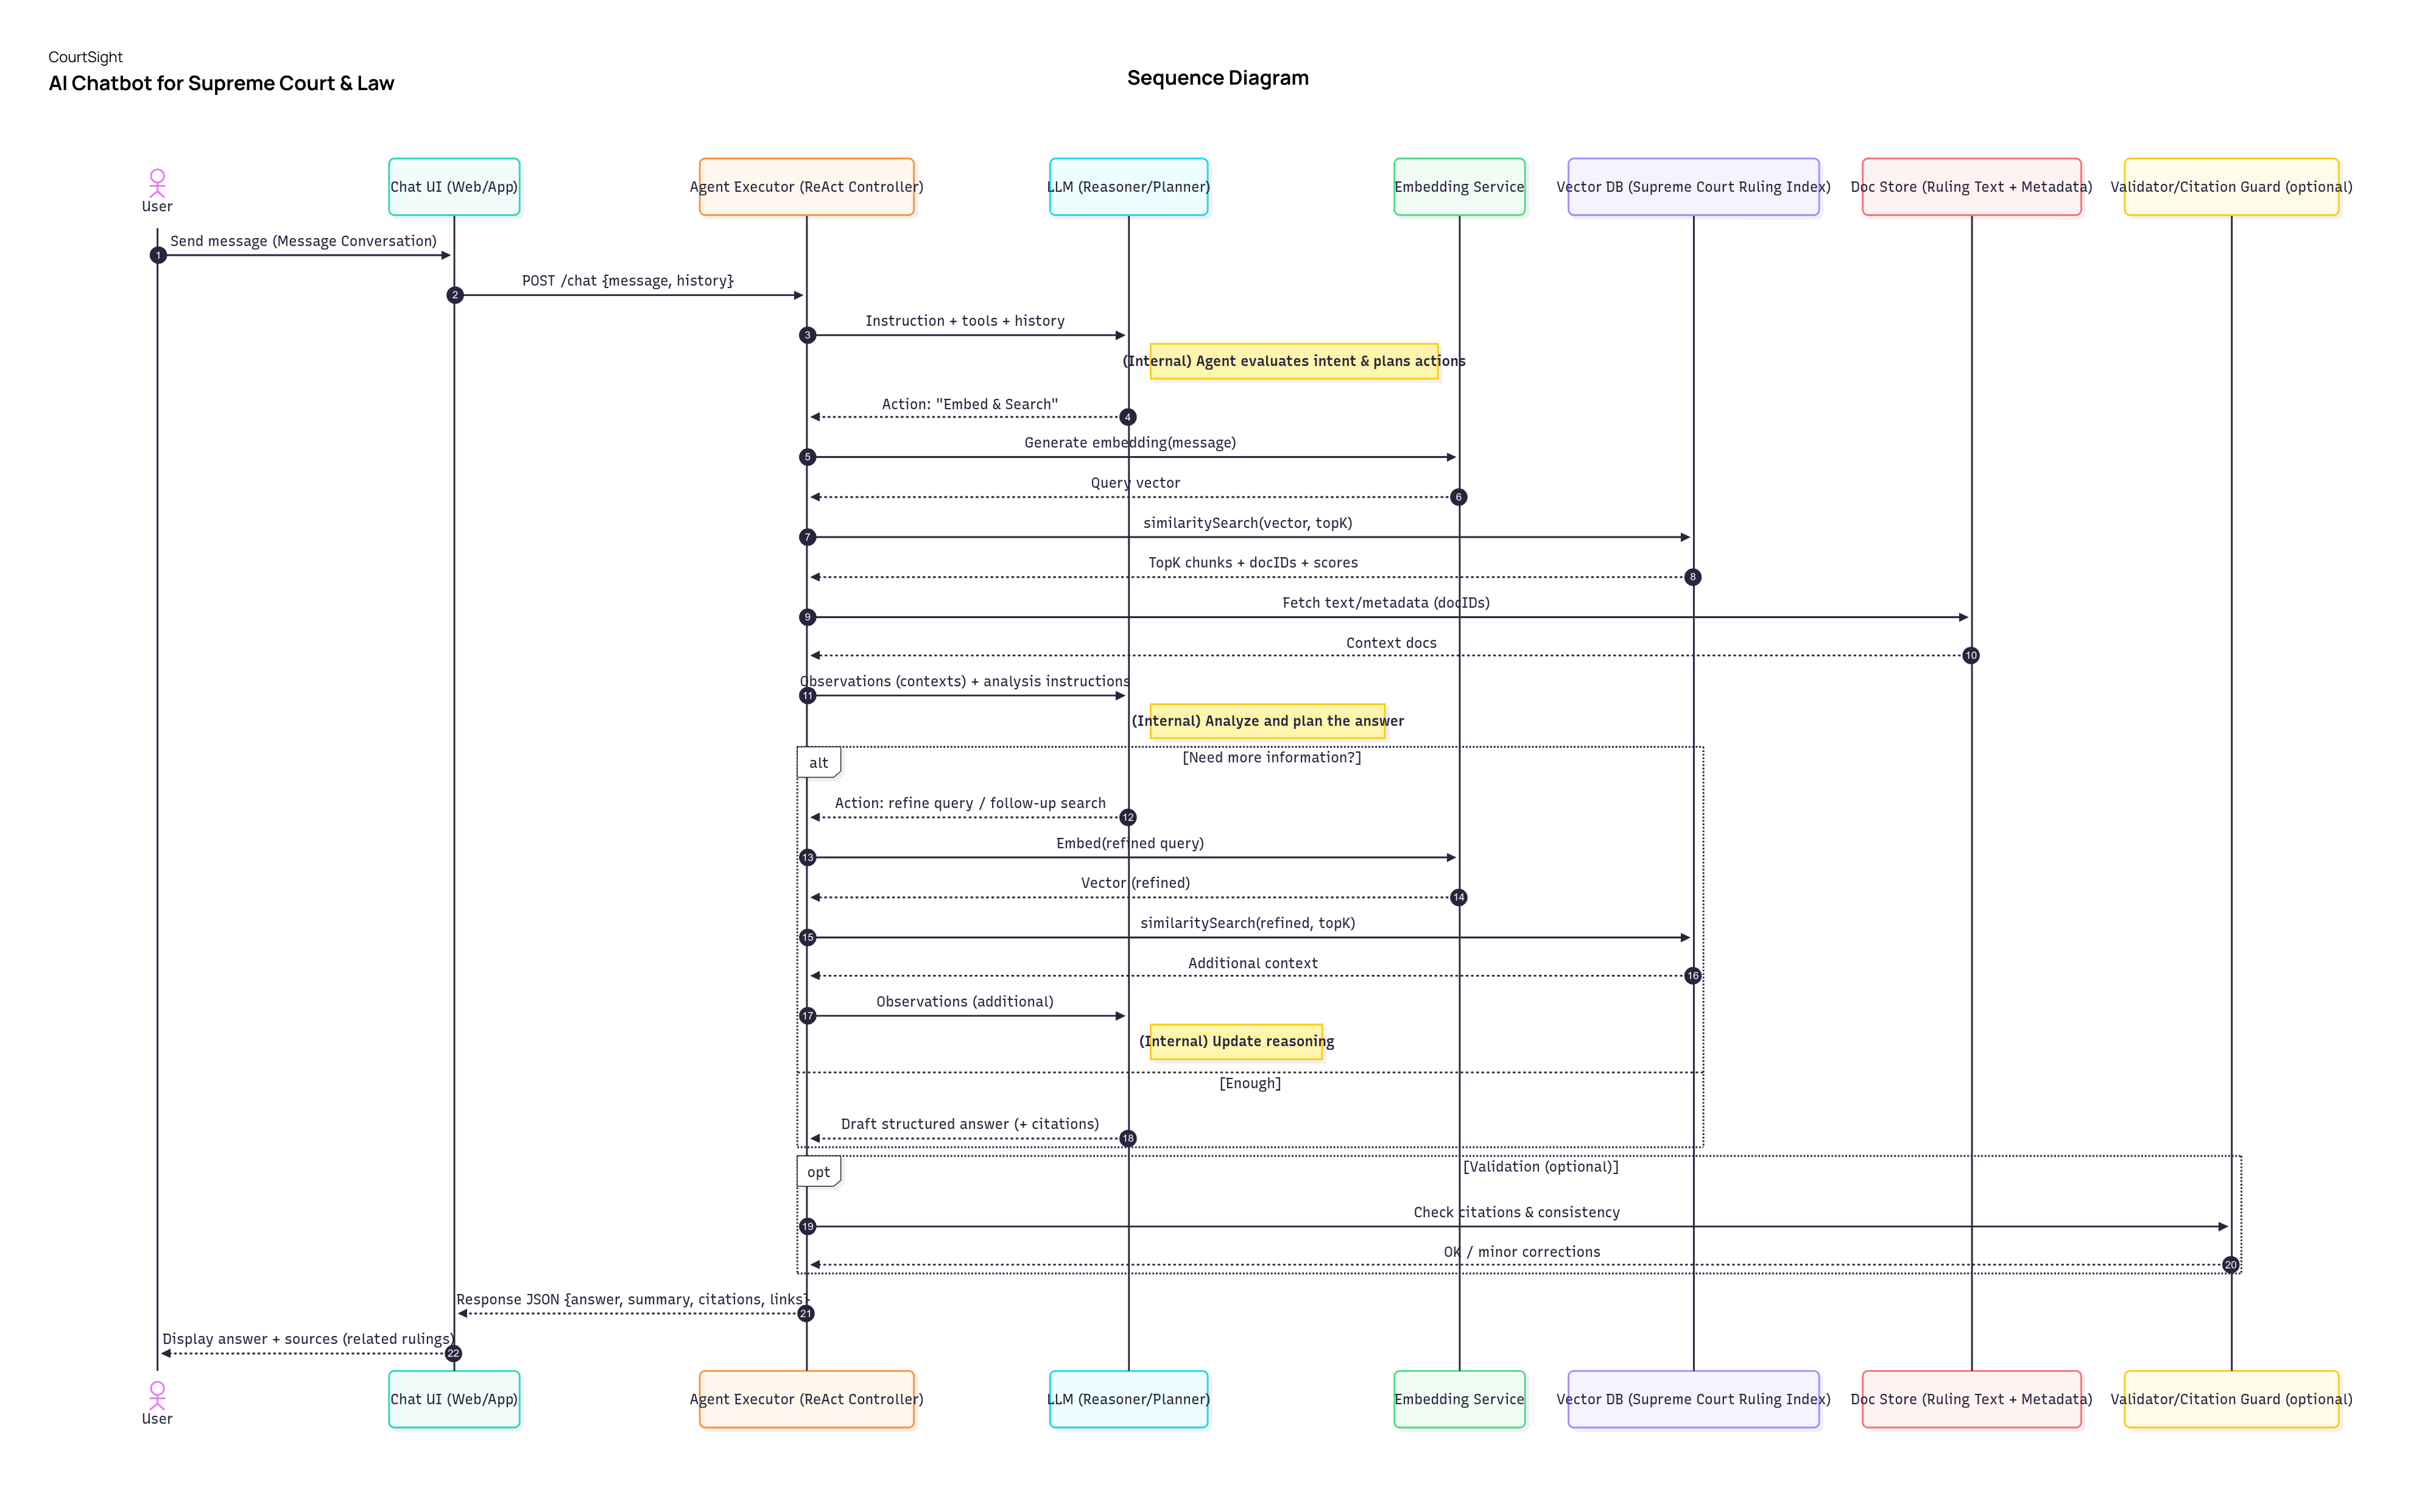 CourtSight
AI Chatbot for Supreme Court & Law
Sequence Diagram
User
Chat UI (Web/App)
Agent Executor (ReAct Controller)
LLM (Reasoner/Planner)
Embedding Service
Vector DB (Supreme Court Ruling Index)
Doc Store (Ruling Text + Metadata)
Validator/Citation Guard (optional)
Send message (Message Conversation)
1
POST /chat {message, history}
2
Instruction + tools + history
3
(Internal) Agent evaluates intent & plans actions
Action: "Embed & Search"
4
Generate embedding(message)
5
Query vector
6
similaritySearch(vector, topK)
7
TopK chunks + docIDs + scores
8
Fetch text/metadata (docIDs)
9
Context docs
10
Observations (contexts) + analysis instructions
11
(Internal) Analyze and plan the answer
alt
[Need more information?]
Action: refine query / follow-up search
12
Embed(refined query)
13
Vector (refined)
14
similaritySearch(refined, topK)
15
Additional context
16
Observations (additional)
17
(Internal) Update reasoning
[Enough]
Draft structured answer (+ citations)
18
opt
[Validation (optional)]
Check citations & consistency
19
OK / minor corrections
20
Response JSON {answer, summary, citations, links}
21
Display answer + sources (related rulings)
22
User
Chat UI (Web/App)
Agent Executor (ReAct Controller)
LLM (Reasoner/Planner)
Embedding Service
Vector DB (Supreme Court Ruling Index)
Doc Store (Ruling Text + Metadata)
Validator/Citation Guard (optional)